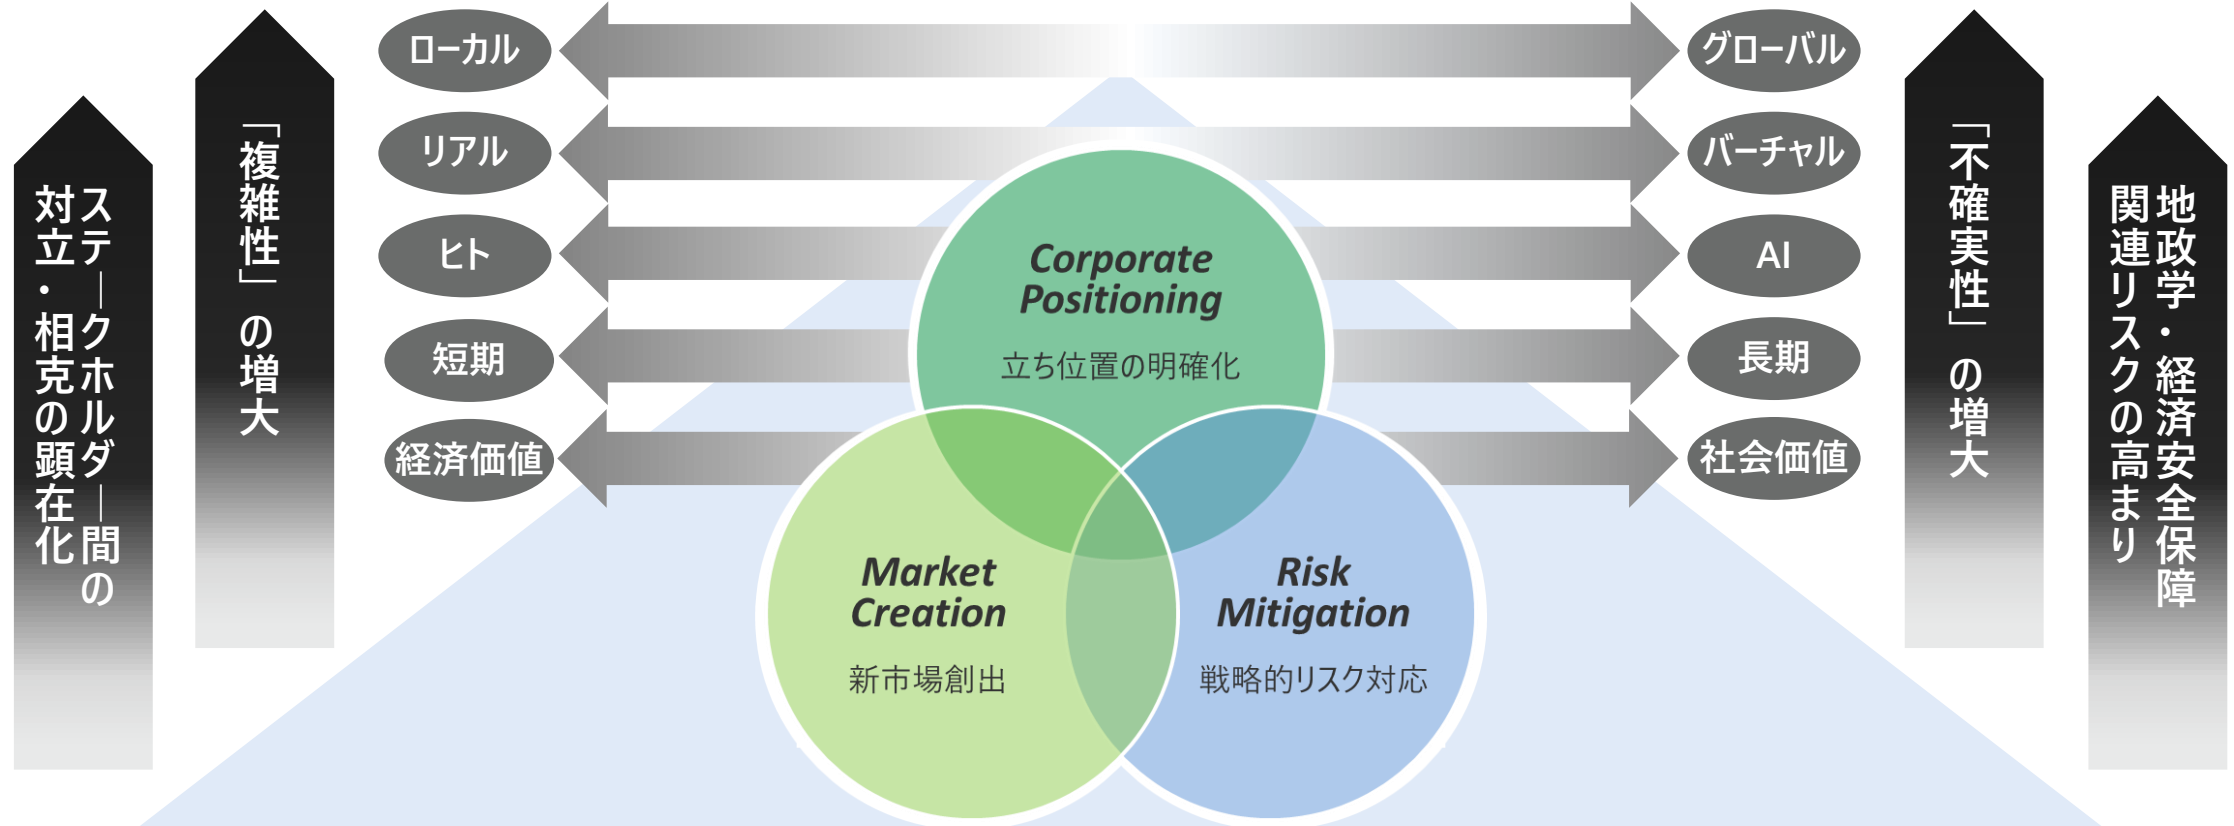 ステークホルダー間の
対立・相克の顕在化
「複雑性」の増大
ローカル
グローバル
リアル
バーチャル
ヒト
AI
短期
長期
経済価値
社会価値
Corporate
Positioning
立ち位置の明確化
Market
Creation
新市場創出
Risk
Mitigation
戦略的リスク対応
「不確実性」の増大
地政学・経済安全保障
関連リスクの高まり